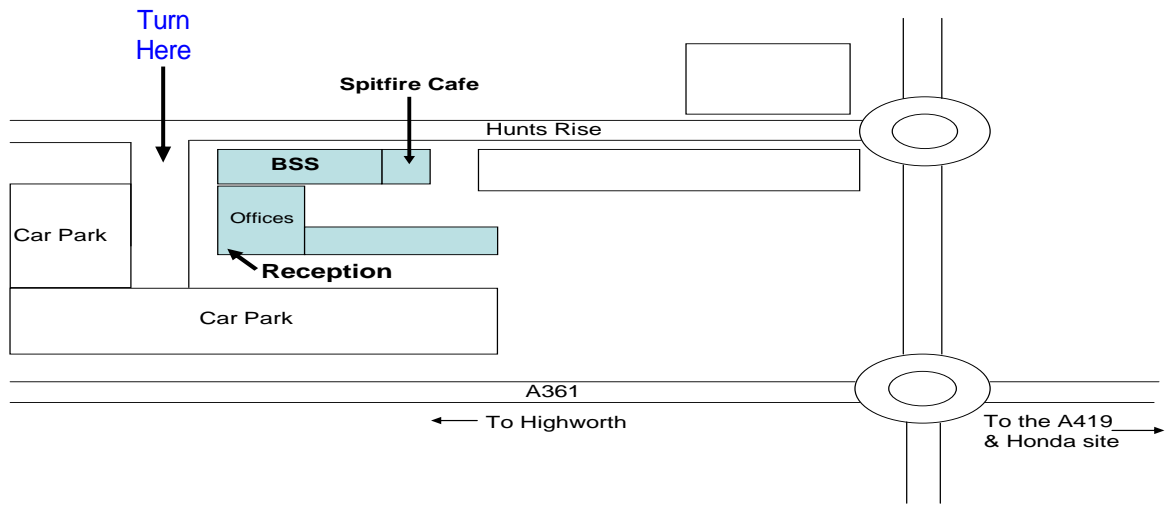 Turn
Here
Spitfire Cafe
Hunts Rise
BSS
Offices
Car Park
Reception
Car Park
A361
To Highworth
To the A419
& Honda site